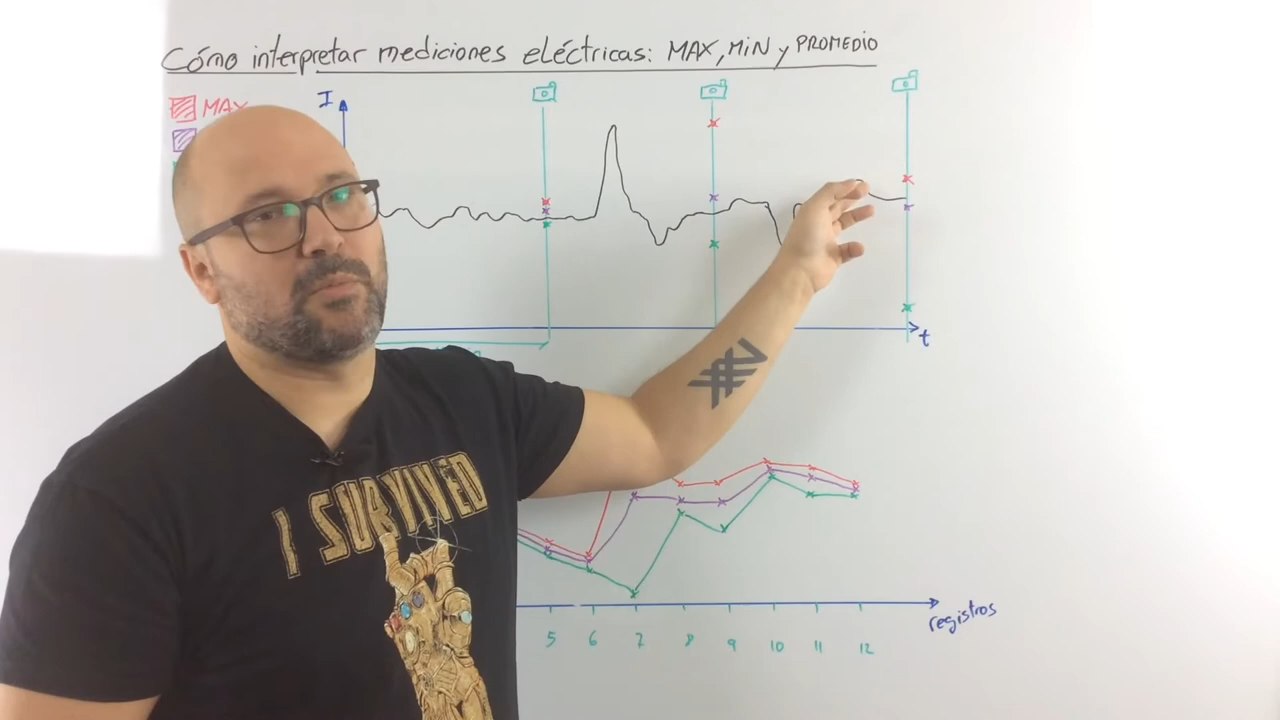 Cómo interpretar mediciones eléctricas: MAX, MiN y PROMEDIO
MAX
I
t
I SURVIVED
registros
5 6 7 8 9 10 11 12